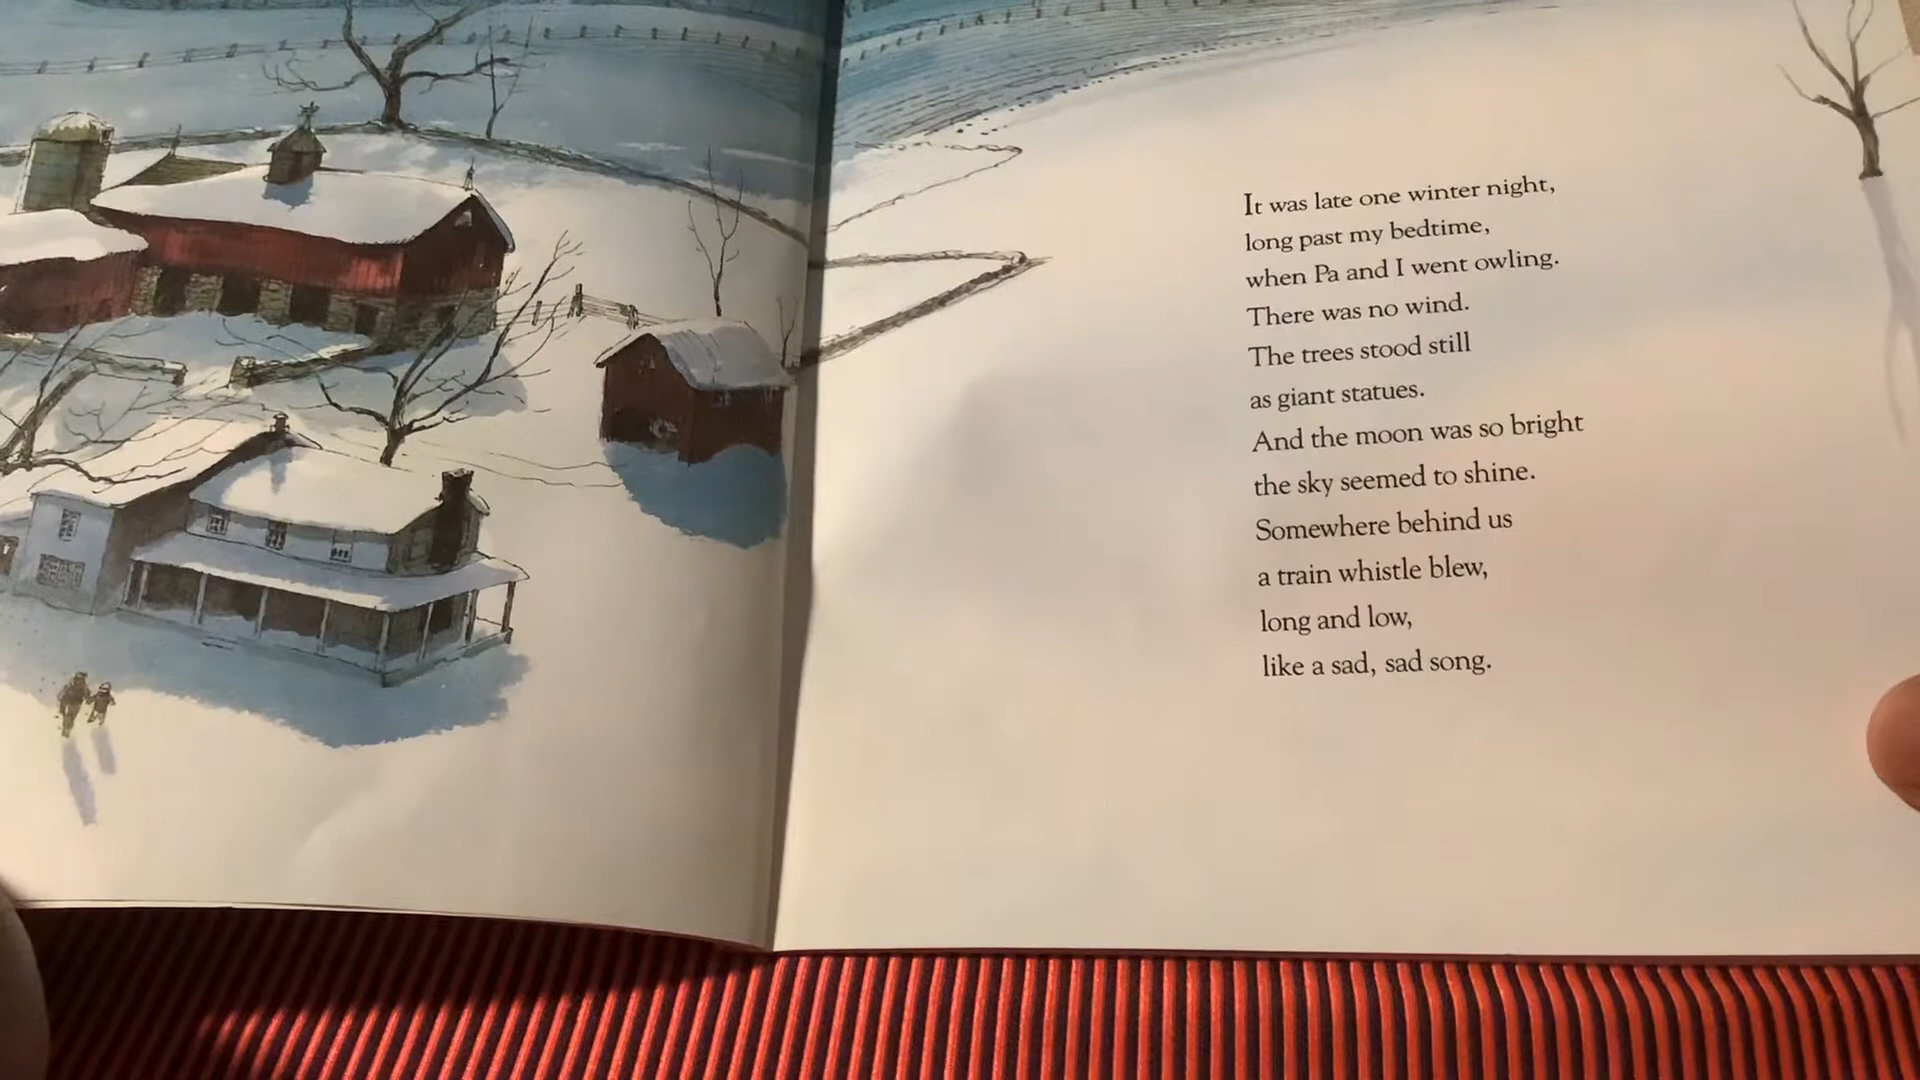 It was late one winter night,
long past my bedtime,
when Pa and I went owling.
There was no wind.
The trees stood still
as giant statues.
And the moon was so bright
the sky seemed to shine.
Somewhere behind us
a train whistle blew,
long and low,
like a sad, sad song.